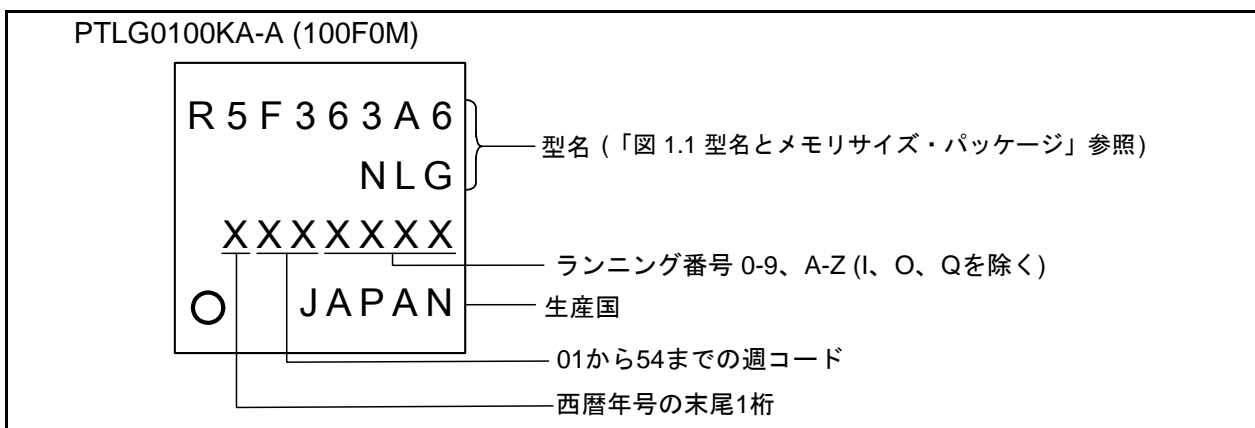 PTLG0100KA-A (100F0M)
R5F363A6
NLG
型名 (「図 1.1 型名とメモリサイズ・パッケージ」参照)
XXXXXXX
ランニング番号 0-9、A-Z (I、O、Qを除く)
JAPAN
生産国
01から54までの週コード
西暦年号の末尾1桁